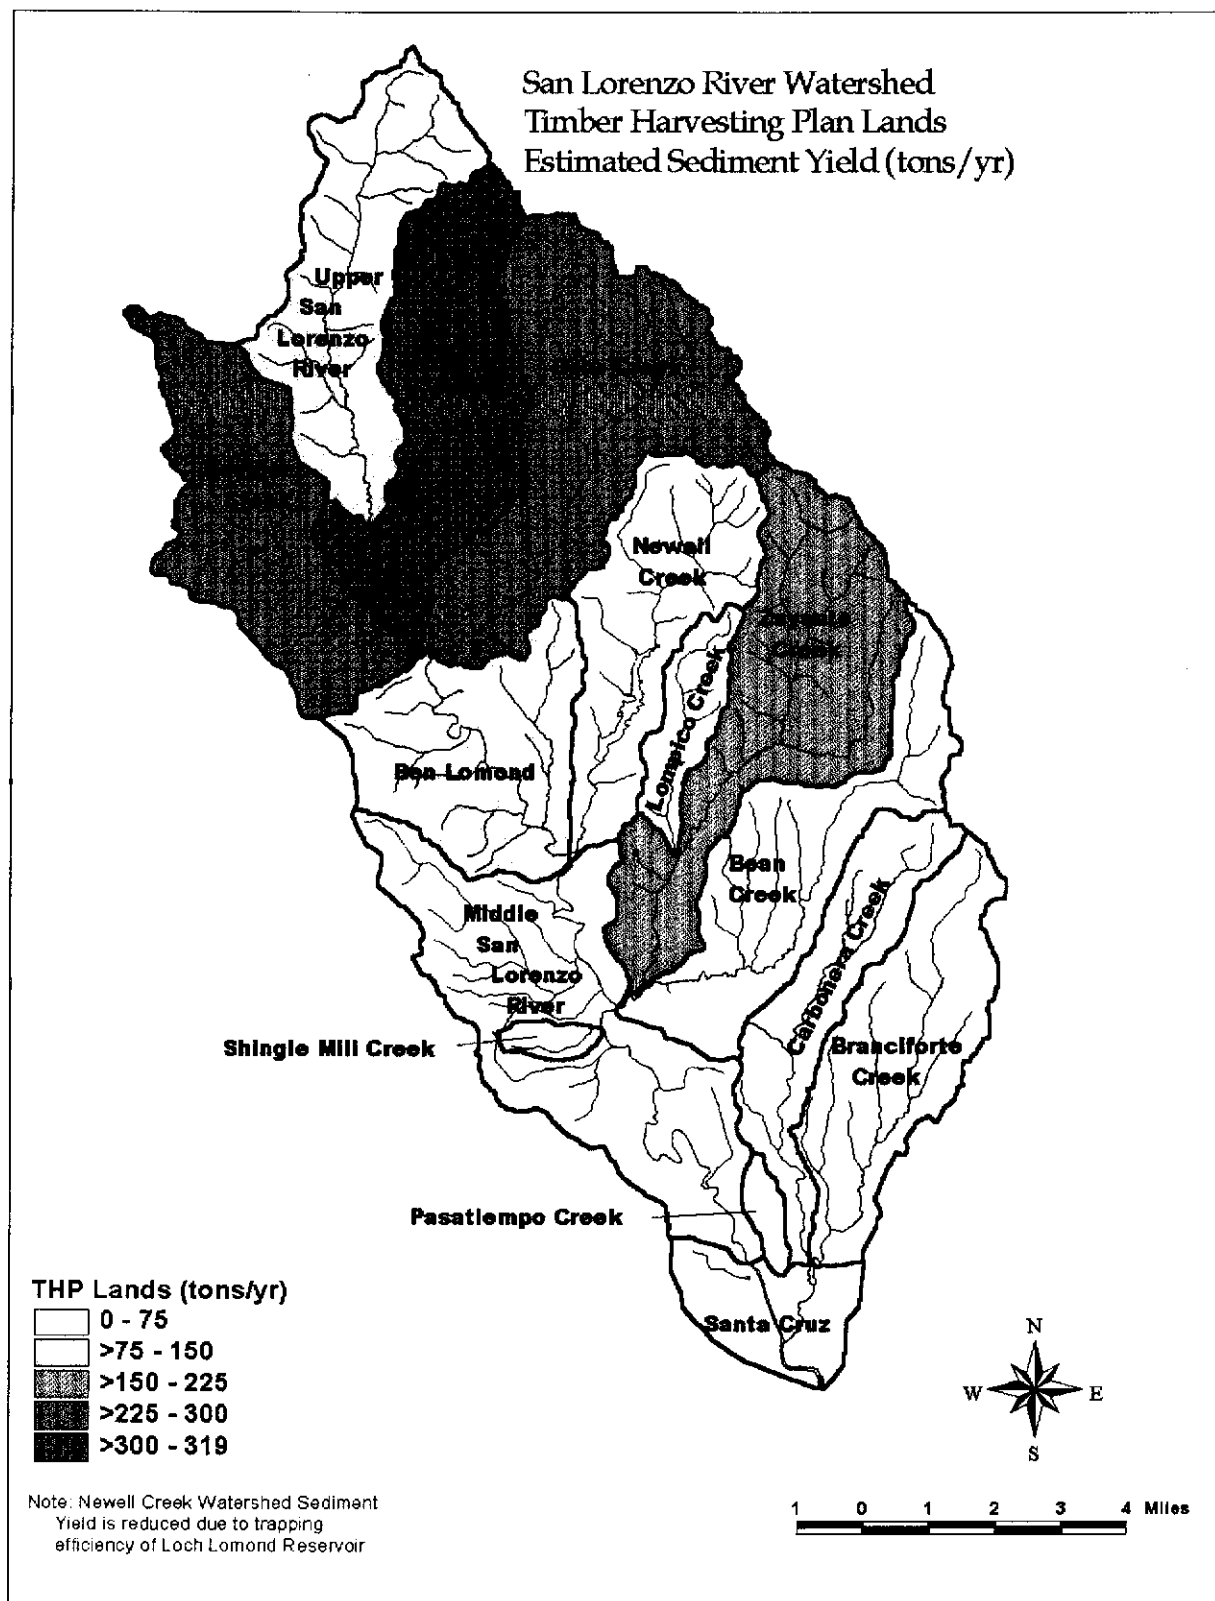 San Lorenzo River Watershed
Timber Harvesting Plan Lands
Estimated Sediment Yield (tons/yr)
Upper
San
Lorenzo
River
Newell
Creek
Zayante
Creek
Lompico Creek
Ben Lomond
Bean
Creek
Carbonera Creek
Middle
San
Lorenzo
River
Shingle Mill Creek
Branciforte
Creek
Pasatiempo Creek
Santa Cruz
THP Lands (tons/yr)
0 - 75
>75 - 150
>150 - 225
>225 - 300
>300 - 319
N
W
E
S
Note: Newell Creek Watershed Sediment
Yield is reduced due to trapping
efficiency of Loch Lomond Reservoir
1 0 1 2 3 4 Miles